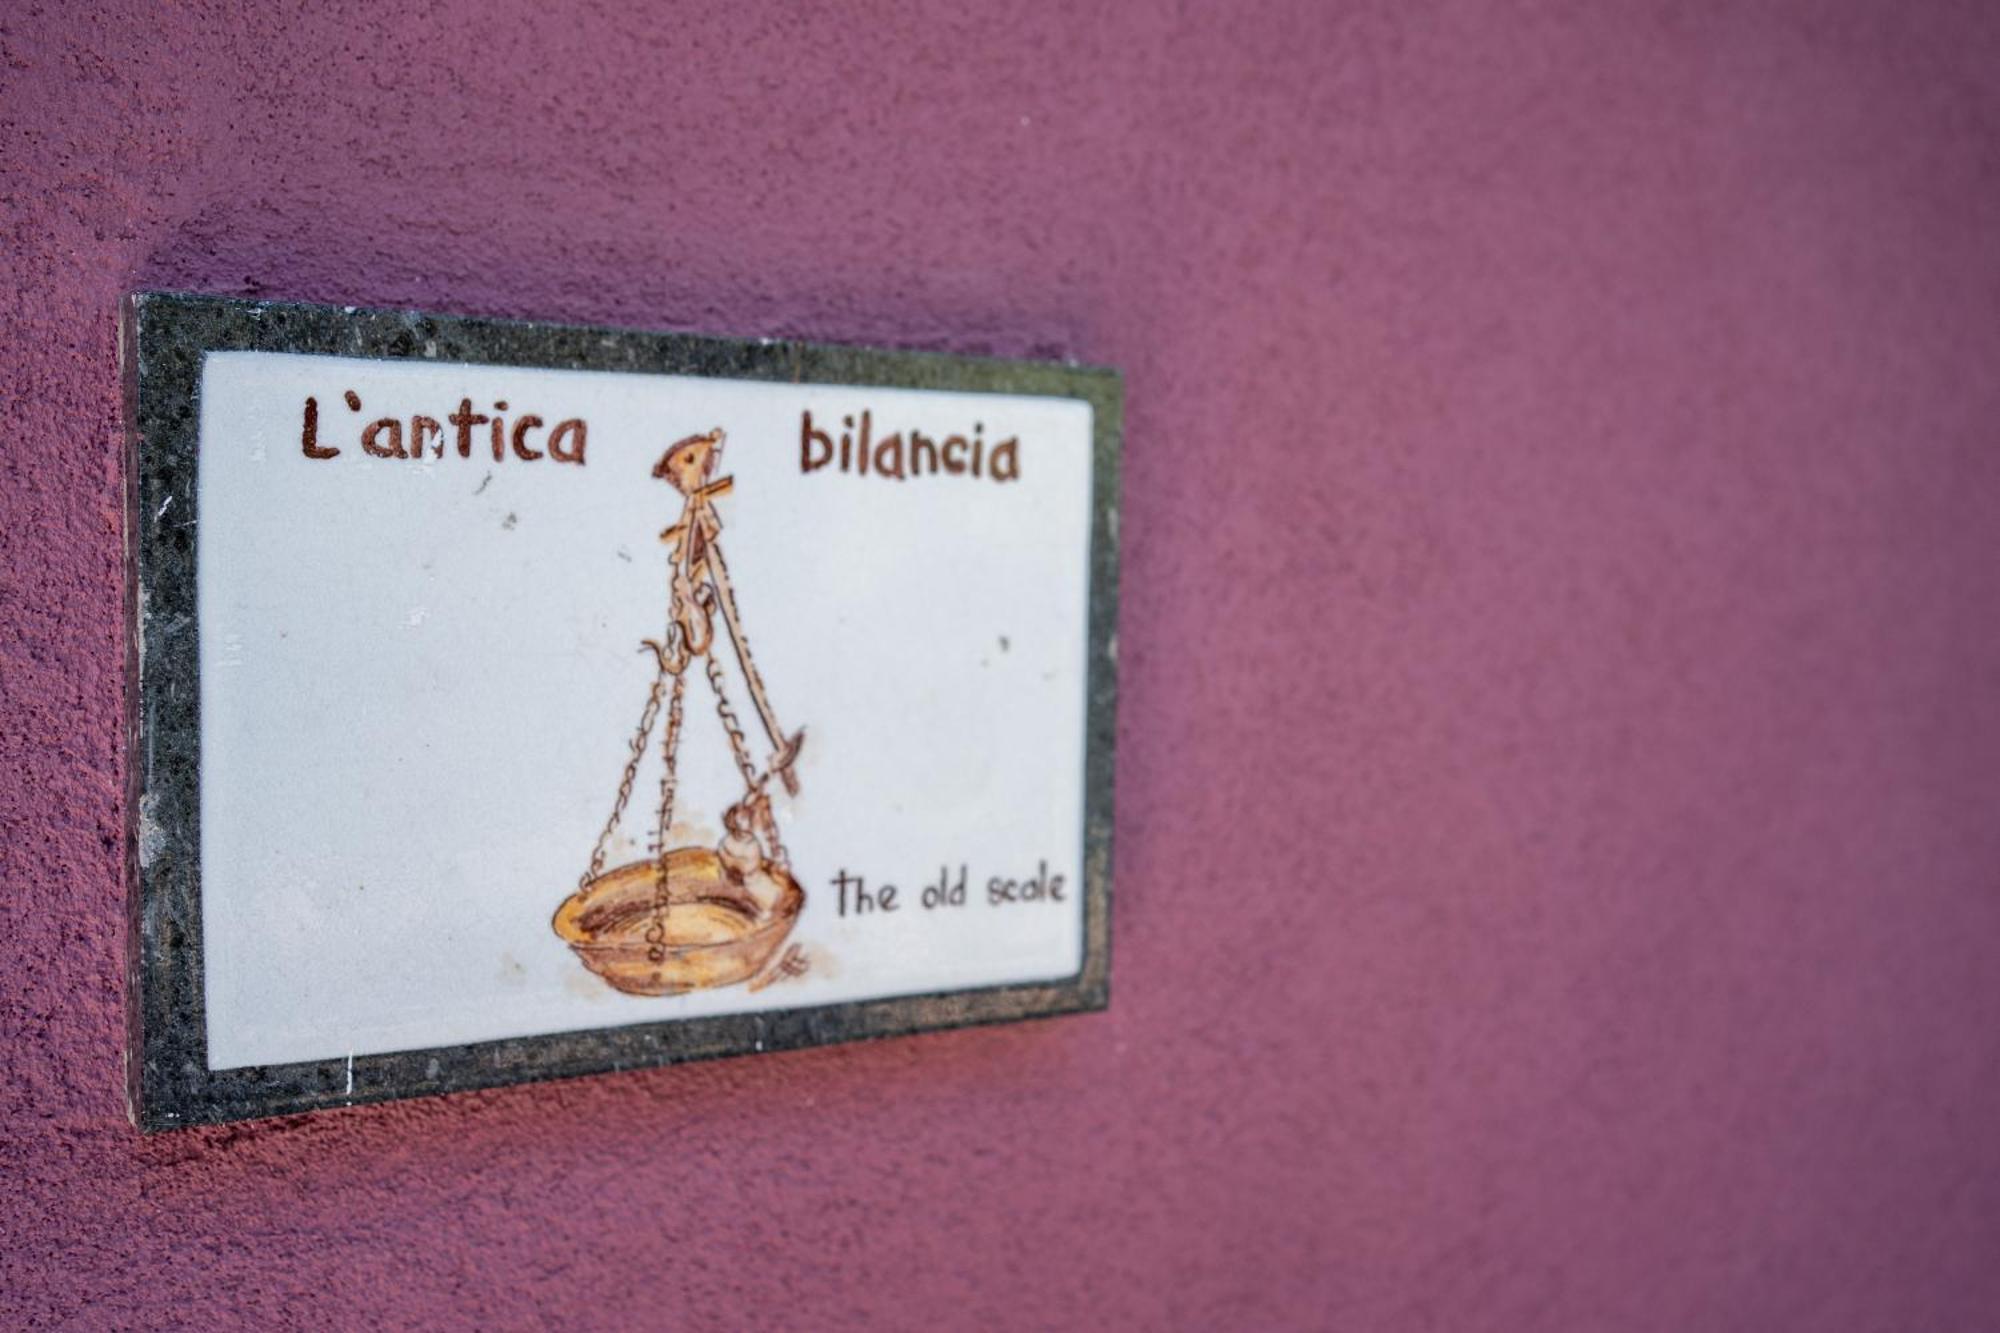 L'antica bilancia
the old scale